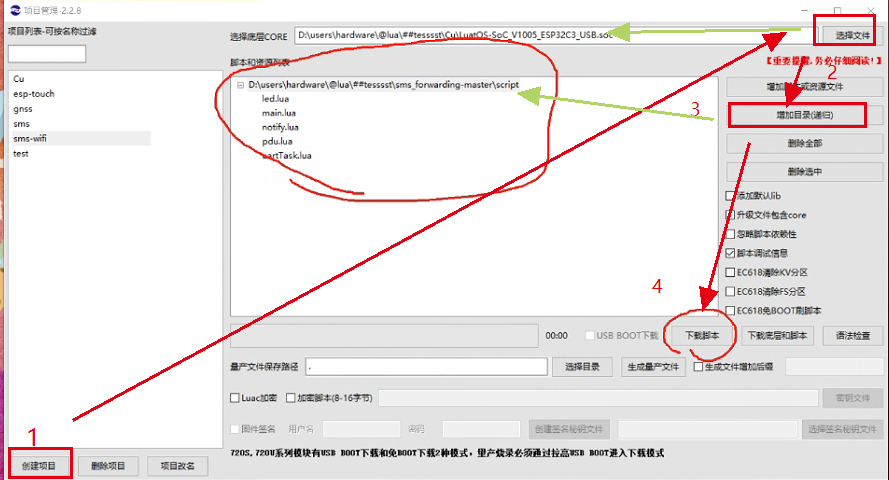 项目管理-2.2.8
项目列表-可按名称过滤
选择底层CORE
D:\users\hardware\@lua\##tesssst\Cu\LuatOS-SoC_V1005_ESP32C3_USB.soc
选择文件
【重要提醒,务必仔细阅读!】
脚本和资源列表
Cu
esp-touch
gnss
sms
sms-wifi
test
D:\users\hardware\@lua\##tesssst\sms_forwarding-master\script
led.lua
main.lua
notify.lua
pdu.lua
uartTask.lua
增加脚本或资源文件
增加目录(递归)
删除全部
删除选中
添加默认lib
升级文件包含core
忽略脚本依赖性
脚本调试信息
EC618清除KV分区
EC618清除FS分区
EC618免BOOT刷脚本
1
2
3
4
00:00
USB BOOT下载
下载脚本
下载底层和脚本
语法检查
量产文件保存路径
.
选择目录
生成量产文件
生成文件增加后缀
Luac加密
加密脚本(8-16字节)
密钥文件
固件签名
用户名
密码
创建签名秘钥文件
选择签名秘钥文件
创建项目
删除项目
项目改名
720S,720U系列模块有USB BOOT下载和免BOOT下载2种模式，里产烧录必须通过拉高USB BOOT进入下载模式